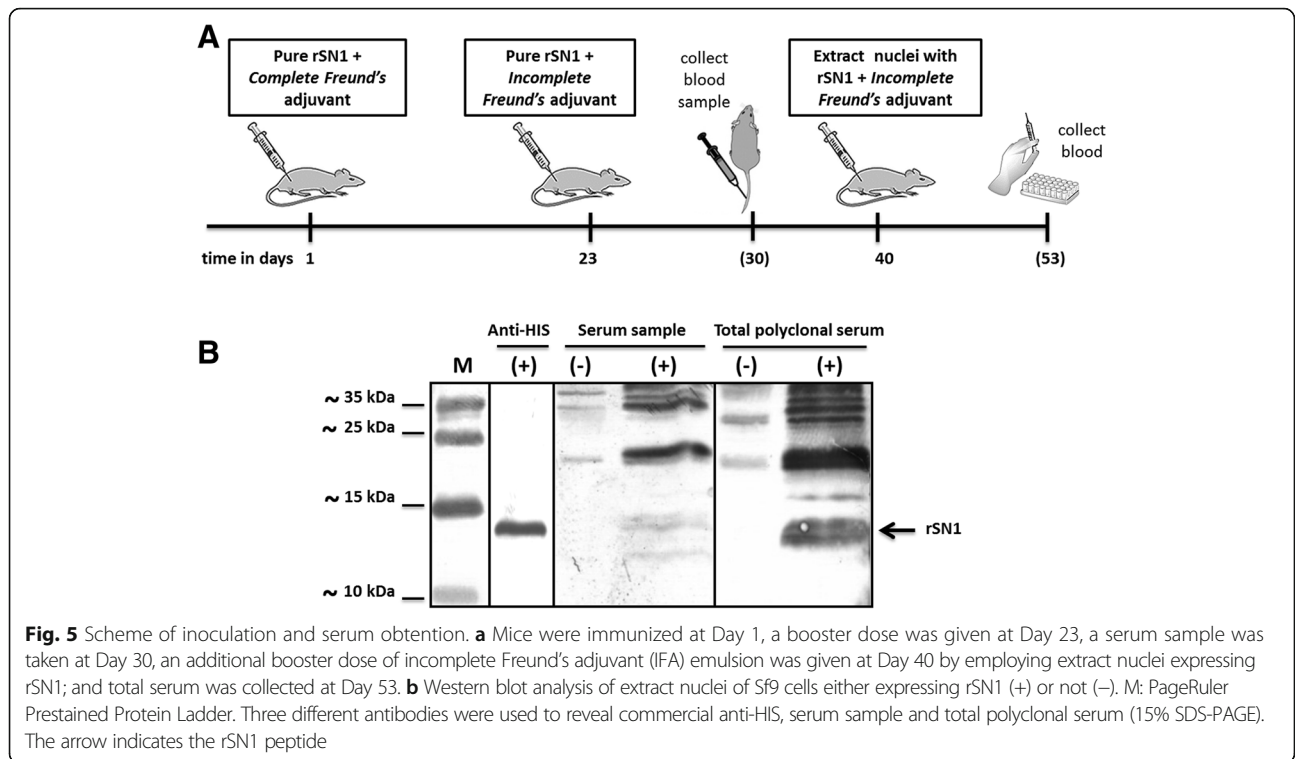 A
Pure rSN1 +
Complete Freund's
adjuvant
Pure rSN1 +
Incomplete
Freund's adjuvant
collect
blood
sample
Extract nuclei with
rSN1 + Incomplete
Freund's adjuvant
collect
blood
time in days 1 23 (30) 40 (53)
B
Anti-HIS Serum sample Total polyclonal serum
M (+) (-) (+) (-) (+)
~ 35 kDa
~ 25 kDa
~ 15 kDa
rSN1
~ 10 kDa
Fig. 5 Scheme of inoculation and serum obtention. a Mice were immunized at Day 1, a booster dose was given at Day 23, a serum sample was
taken at Day 30, an additional booster dose of incomplete Freund's adjuvant (IFA) emulsion was given at Day 40 by employing extract nuclei expressing
rSN1; and total serum was collected at Day 53. b Western blot analysis of extract nuclei of Sf9 cells either expressing rSN1 (+) or not (−). M: PageRuler
Prestained Protein Ladder. Three different antibodies were used to reveal commercial anti-HIS, serum sample and total polyclonal serum (15% SDS-PAGE).
The arrow indicates the rSN1 peptide